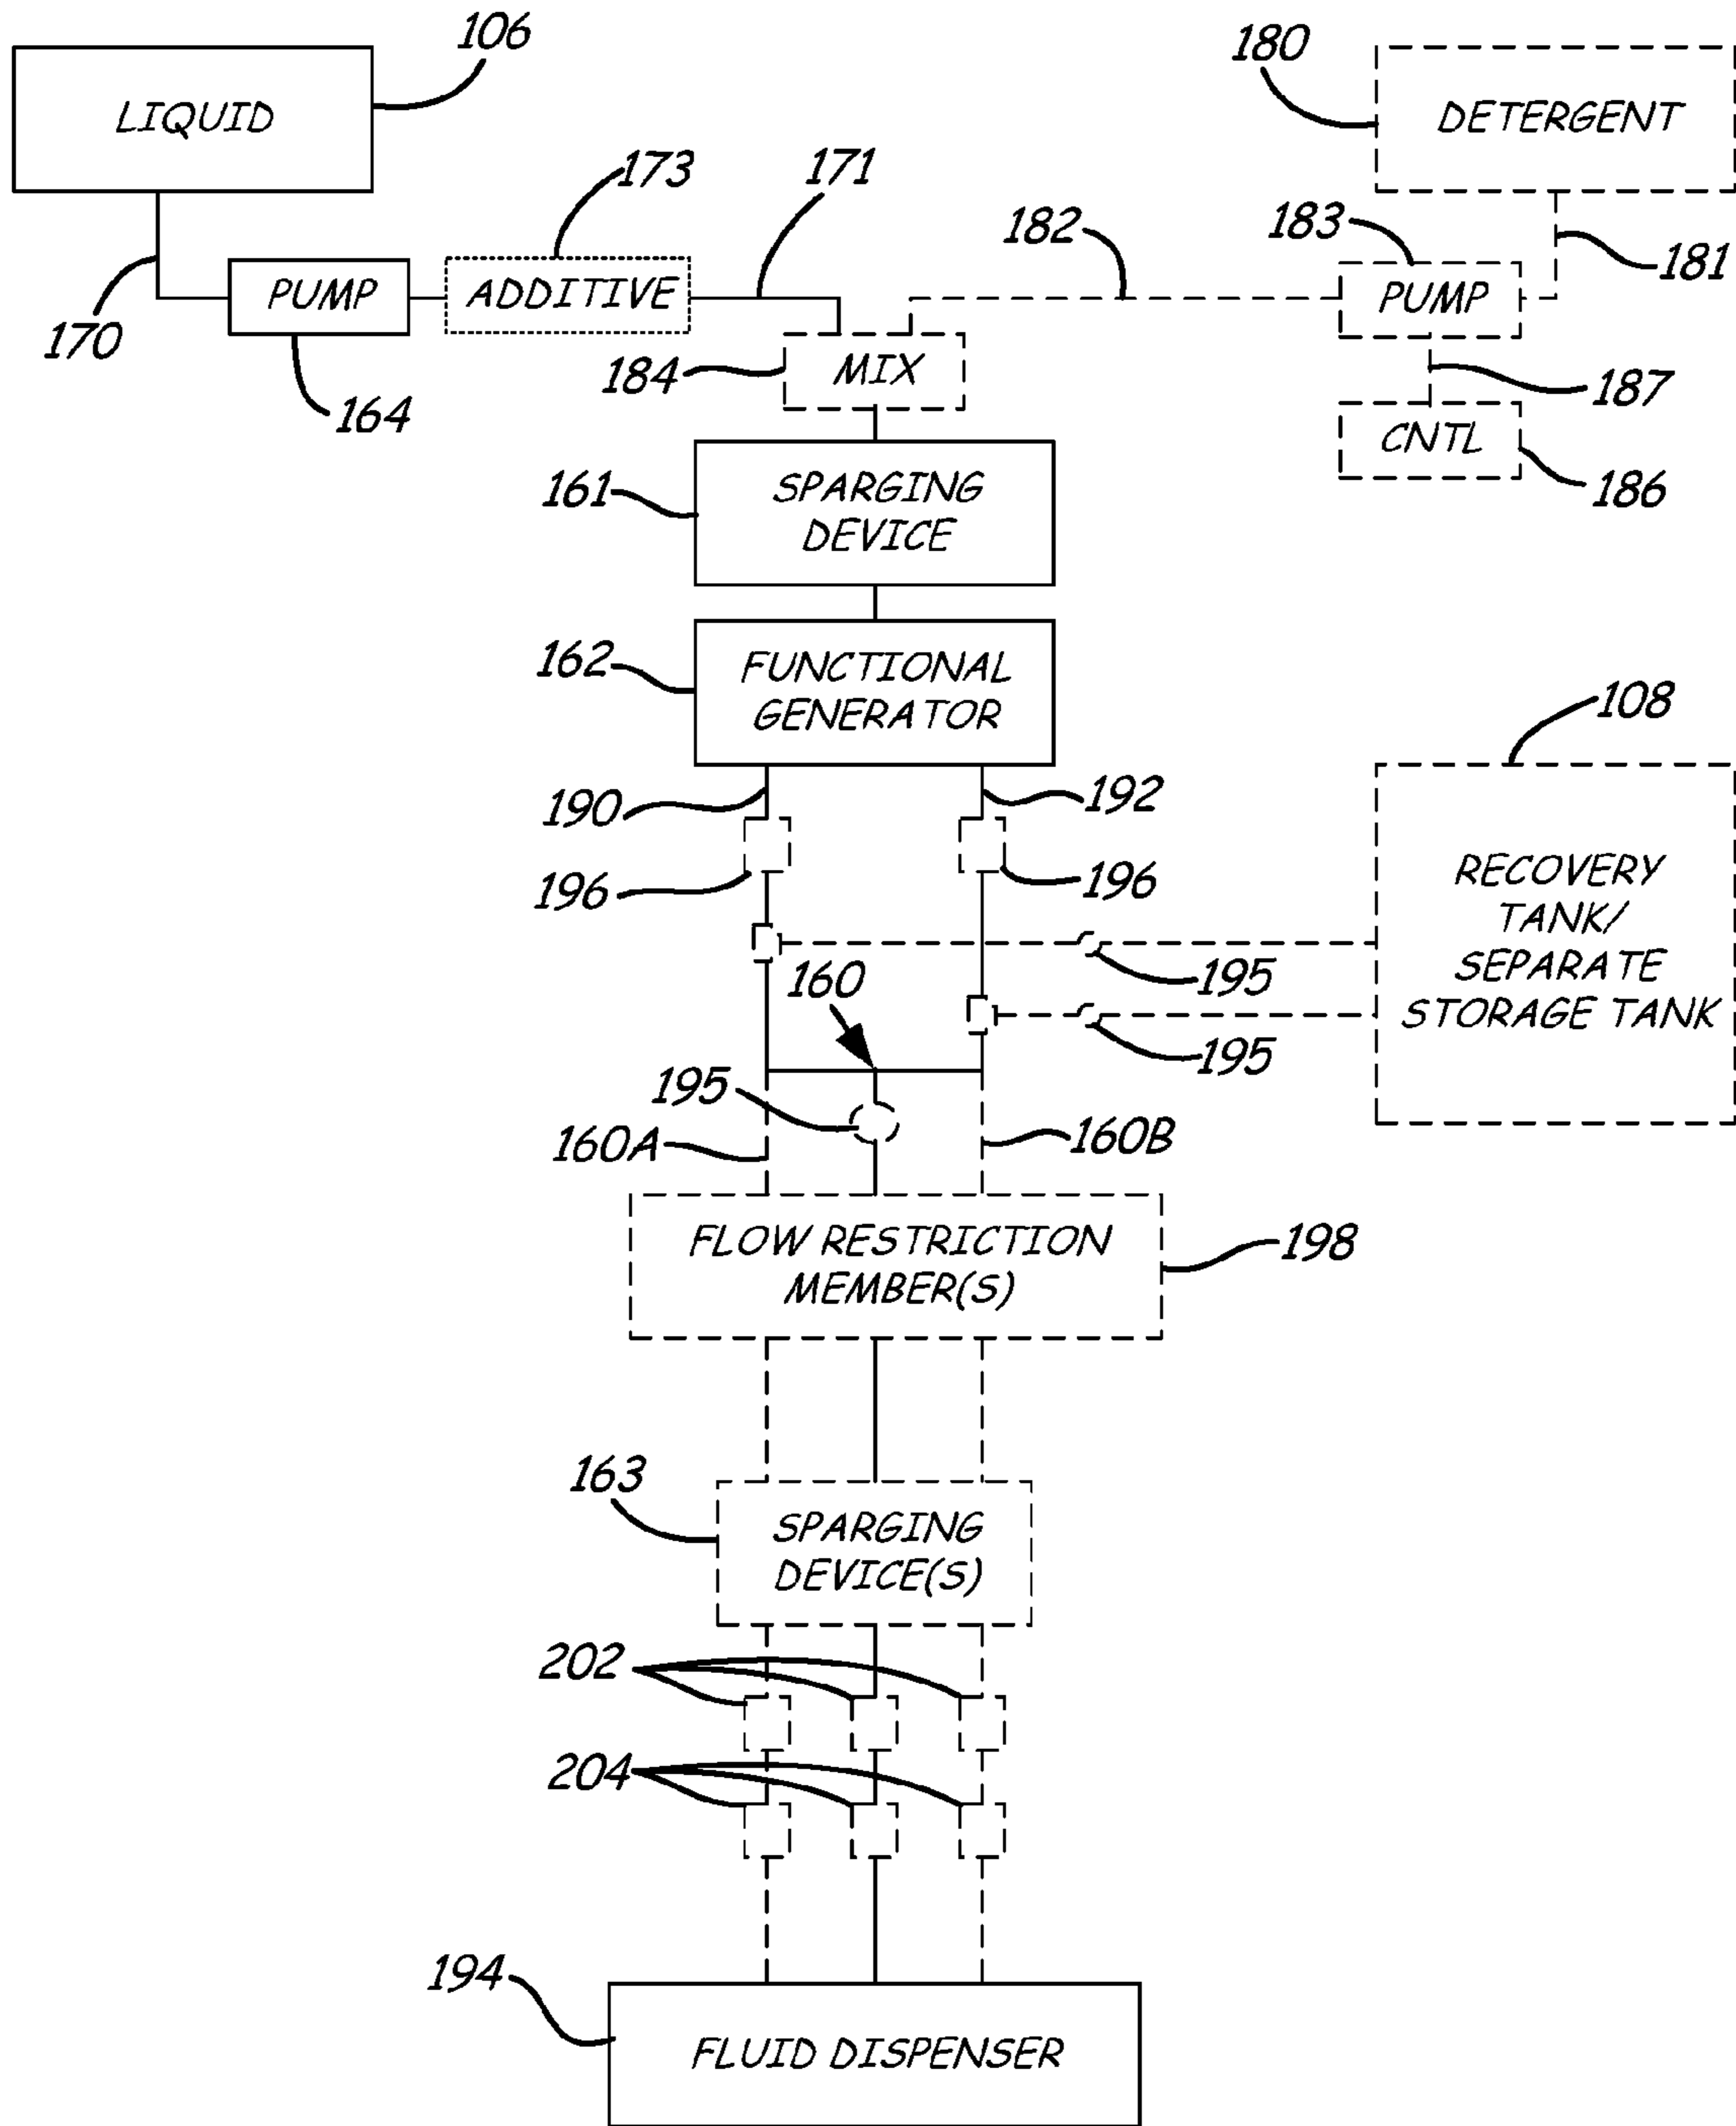 106
180
LIQUID
DETERGENT
173
171
182
183
181
PUMP
ADDITIVE
PUMP
170
184
MIX
187
164
CNTL
186
161
SPARGING
DEVICE
162
FUNCTIONAL
GENERATOR
108
190
192
196
196
RECOVERY
TANK/
SEPARATE
STORAGE TANK
195
160
195
195
160A
160B
FLOW RESTRICTION
MEMBER(S)
198
163
SPARGING
DEVICE(S)
202
204
194
FLUID DISPENSER